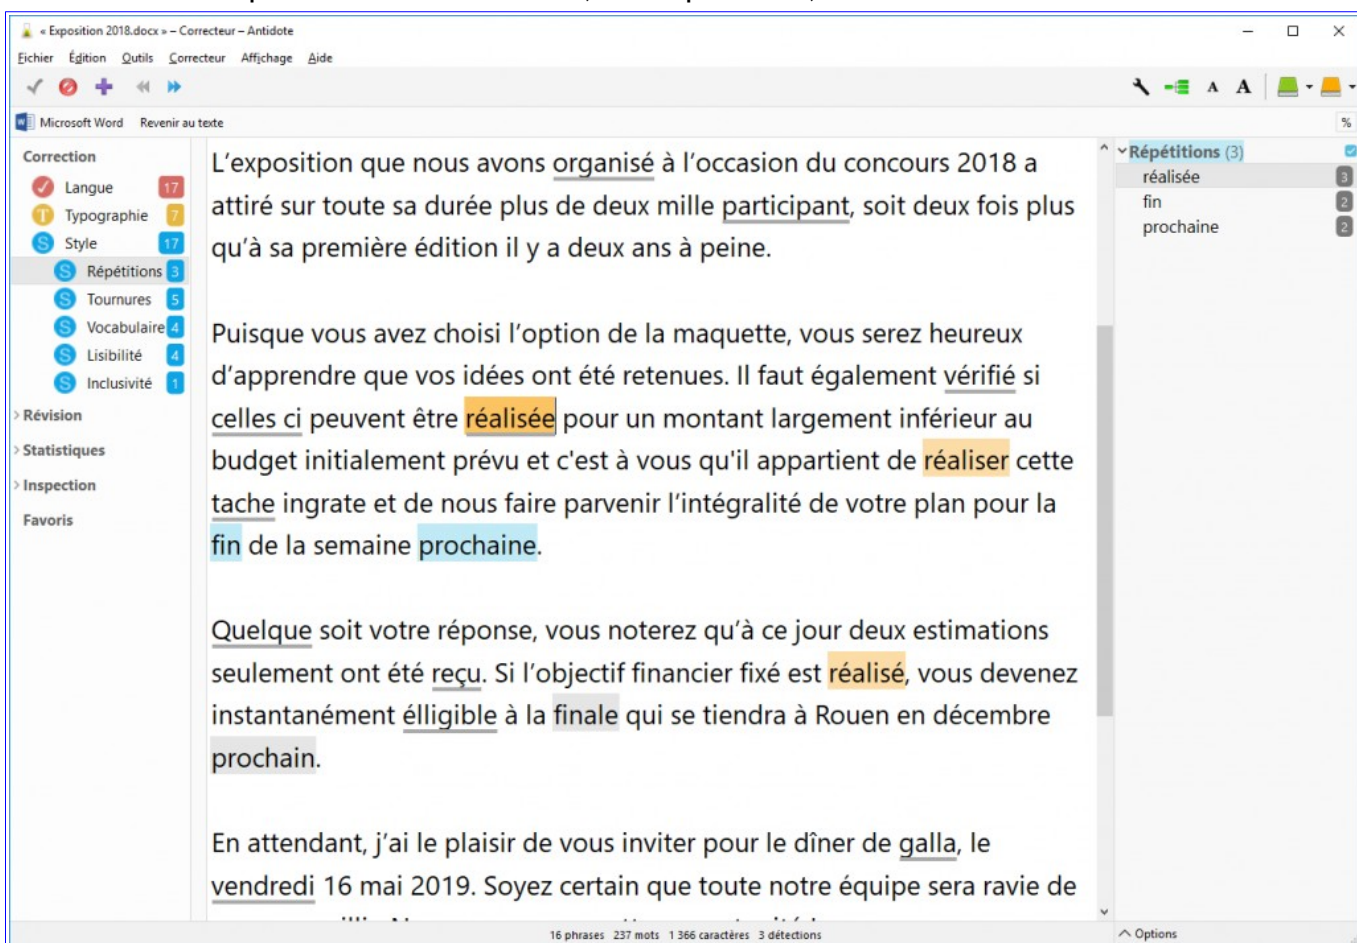 « Exposition 2018.docx » – Correcteur – Antidote
Fichier Édition Outils Correcteur Affichage Aide
A A
Microsoft Word Revenir au texte
%
Correction
Langue 17
Typographie 7
Style 17
Répétitions 3
Tournures 5
Vocabulaire 4
Lisibilité 4
Inclusivité 1
Révision
Statistiques
Inspection
Favoris
L’exposition que nous avons organisé à l’occasion du concours 2018 a
attiré sur toute sa durée plus de deux mille participant, soit deux fois plus
qu’à sa première édition il y a deux ans à peine.
Puisque vous avez choisi l’option de la maquette, vous serez heureux
d’apprendre que vos idées ont été retenues. Il faut également vérifié si
celles ci peuvent être réalisée pour un montant largement inférieur au
budget initialement prévu et c'est à vous qu'il appartient de réaliser cette
tache ingrate et de nous faire parvenir l’intégralité de votre plan pour la
fin de la semaine prochaine.
Quelque soit votre réponse, vous noterez qu’à ce jour deux estimations
seulement ont été reçu. Si l’objectif financier fixé est réalisé, vous devenez
instantanément élligible à la finale qui se tiendra à Rouen en décembre
prochain.
En attendant, j’ai le plaisir de vous inviter pour le dîner de galla, le
vendredi 16 mai 2019. Soyez certain que toute notre équipe sera ravie de
Répétitions (3)
réalisée 3
fin 2
prochaine 2
16 phrases 237 mots 1 366 caractères 3 détections
Options